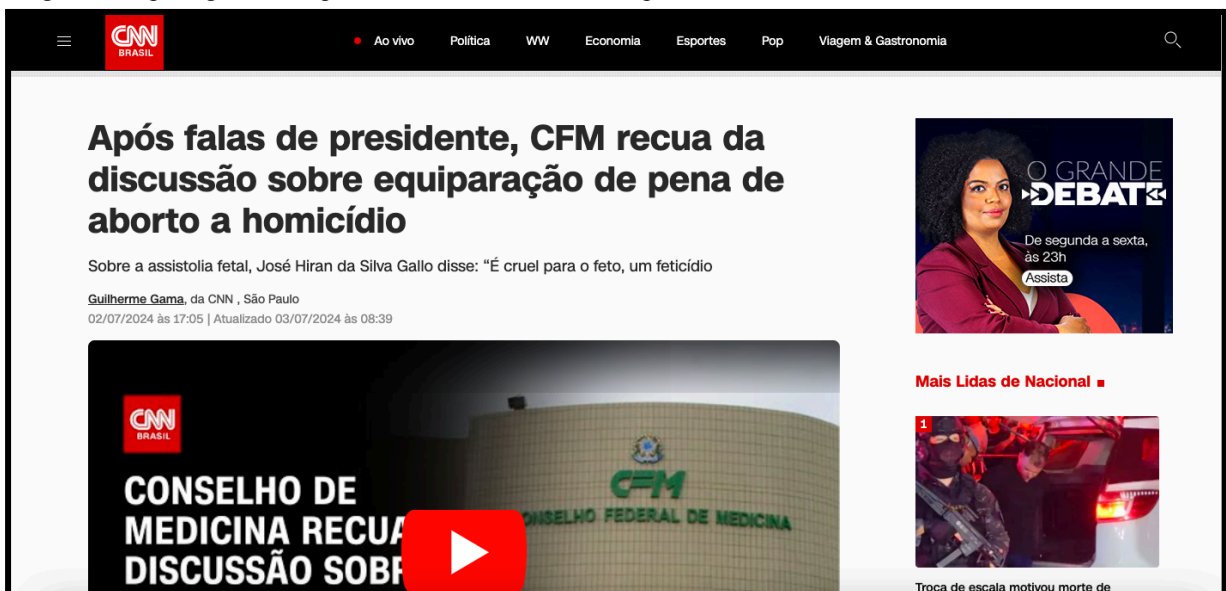 CNN
BRASIL
Ao vivo
Política
WW
Economia
Esportes
Pop
Viagem & Gastronomia
Após falas de presidente, CFM recua da
discussão sobre equiparação de pena de
aborto a homicídio
Sobre a assistolia fetal, José Hiran da Silva Gallo disse: “É cruel para o feto, um feticídio
Guilherme Gama, da CNN , São Paulo
02/07/2024 às 17:05 | Atualizado 03/07/2024 às 08:39
CNN
BRASIL
CONSELHO DE
MEDICINA RECUA
DISCUSSÃO SOBR
CFM
CONSELHO FEDERAL DE MEDICINA
O GRANDE
DEBATE
De segunda a sexta,
às 23h
Assista
Mais Lidas de Nacional
1
Troca de escala motivou morte de